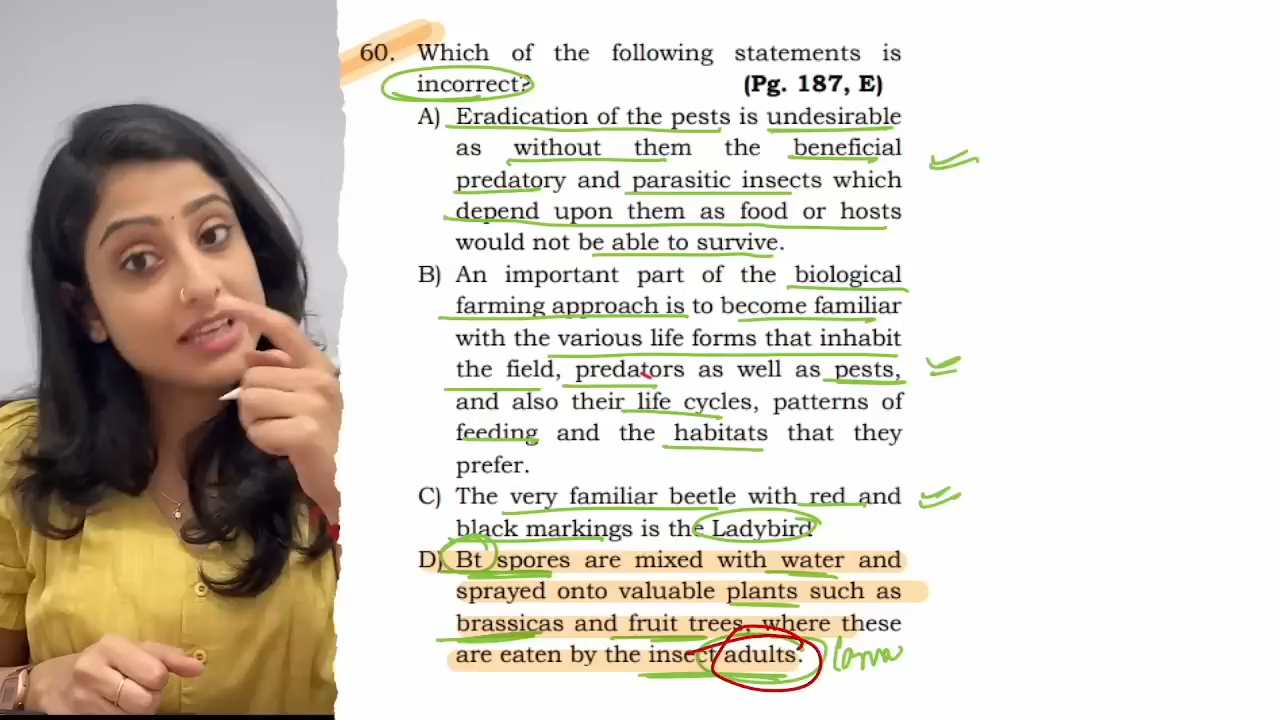 60. Which of the following statements is
incorrect? (Pg. 187, E)
A) Eradication of the pests is undesirable
as without them the beneficial
predatory and parasitic insects which
depend upon them as food or hosts
would not be able to survive.
B) An important part of the biological
farming approach is to become familiar
with the various life forms that inhabit
the field, predators as well as pests,
and also their life cycles, patterns of
feeding and the habitats that they
prefer.
C) The very familiar beetle with red and
black markings is the Ladybird
D) Bt spores are mixed with water and
sprayed onto valuable plants such as
brassicas and fruit trees, where these
are eaten by the insect adults. larva